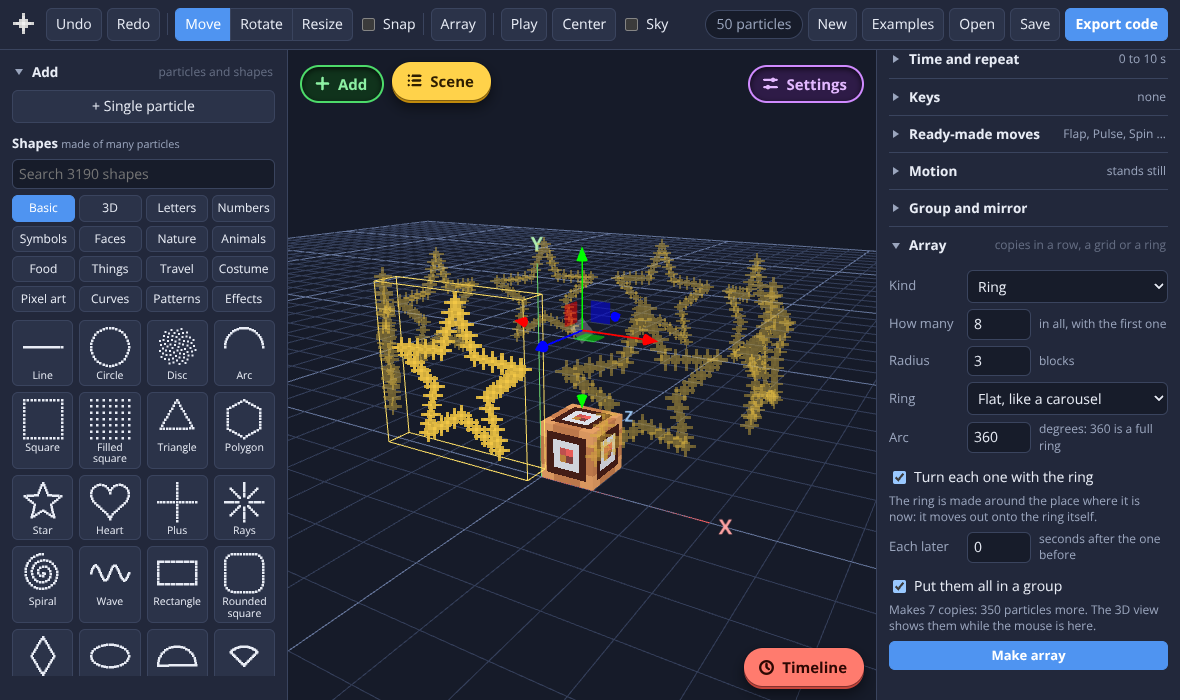 Undo Redo Move Rotate Resize Snap Array Play Center Sky 50 particles New Examples Open Save Export code
Add particles and shapes
+ Single particle
Shapes made of many particles
Search 3190 shapes
Basic 3D Letters Numbers
Symbols Faces Nature Animals
Food Things Travel Costume
Pixel art Curves Patterns Effects
Line Circle Disc Arc
Square Filled square Triangle Polygon
Star Heart Plus Rays
Spiral Wave Rectangle Rounded square
+ Add
Scene
Settings
Y
Z
X
Timeline
Time and repeat 0 to 10 s
Keys none
Ready-made moves Flap, Pulse, Spin ...
Motion stands still
Group and mirror
Array copies in a row, a grid or a ring
Kind Ring
How many 8 in all, with the first one
Radius 3 blocks
Ring Flat, like a carousel
Arc 360 degrees: 360 is a full
ring
Turn each one with the ring
The ring is made around the place where it is
now: it moves out onto the ring itself.
Each later 0 seconds after the one
before
Put them all in a group
Makes 7 copies: 350 particles more. The 3D view
shows them while the mouse is here.
Make array